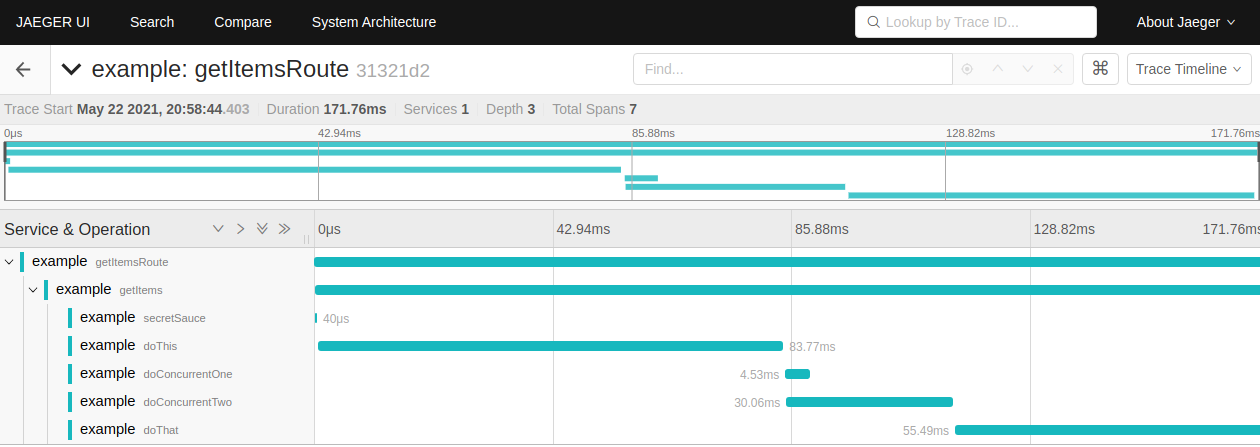 JAEGER UI Search Compare System Architecture Lookup by Trace ID... About Jaeger
example: getItemsRoute 31321d2 Find... ⌘ Trace Timeline
Trace Start May 22 2021, 20:58:44.403 Duration 171.76ms Services 1 Depth 3 Total Spans 7
0μs 42.94ms 85.88ms 128.82ms 171.76ms
Service & Operation 0μs 42.94ms 85.88ms 128.82ms 171.76ms
example getItemsRoute
example getItems
example secretSauce 40μs
example doThis 83.77ms
example doConcurrentOne 4.53ms
example doConcurrentTwo 30.06ms
example doThat 55.49ms